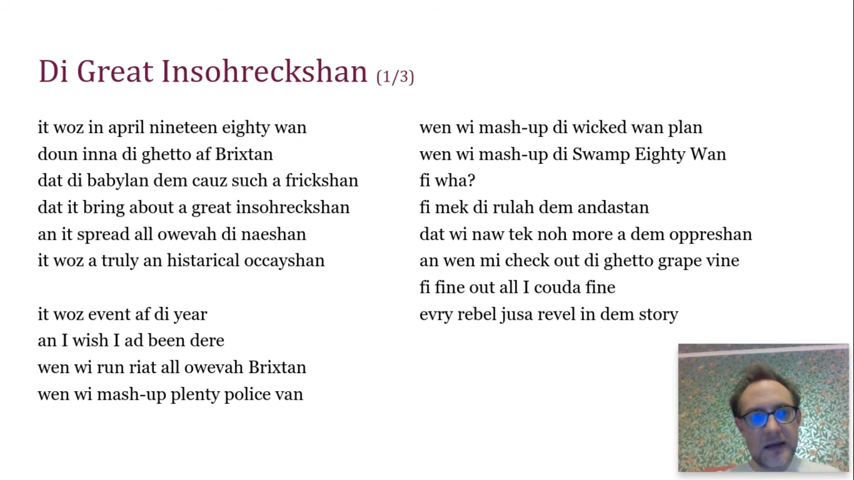 Di Great Insohreckshan (1/3)
it woz in april nineteen eighty wan
doun inna di ghetto af Brixtan
dat di babylan dem cauz such a frickshan
dat it bring about a great insohreckshan
an it spread all owevah di naeshan
it woz a truly an histarical occayshan
it woz event af di year
an I wish I ad been dere
wen wi run riat all owevah Brixtan
wen wi mash-up plenty police van
wen wi mash-up di wicked wan plan
wen wi mash-up di Swamp Eighty Wan
fi wha?
fi mek di rulah dem andastan
dat wi naw tek noh more a dem oppreshan
an wen mi check out di ghetto grape vine
fi fine out all I couda fine
evry rebel jusa revel in dem story